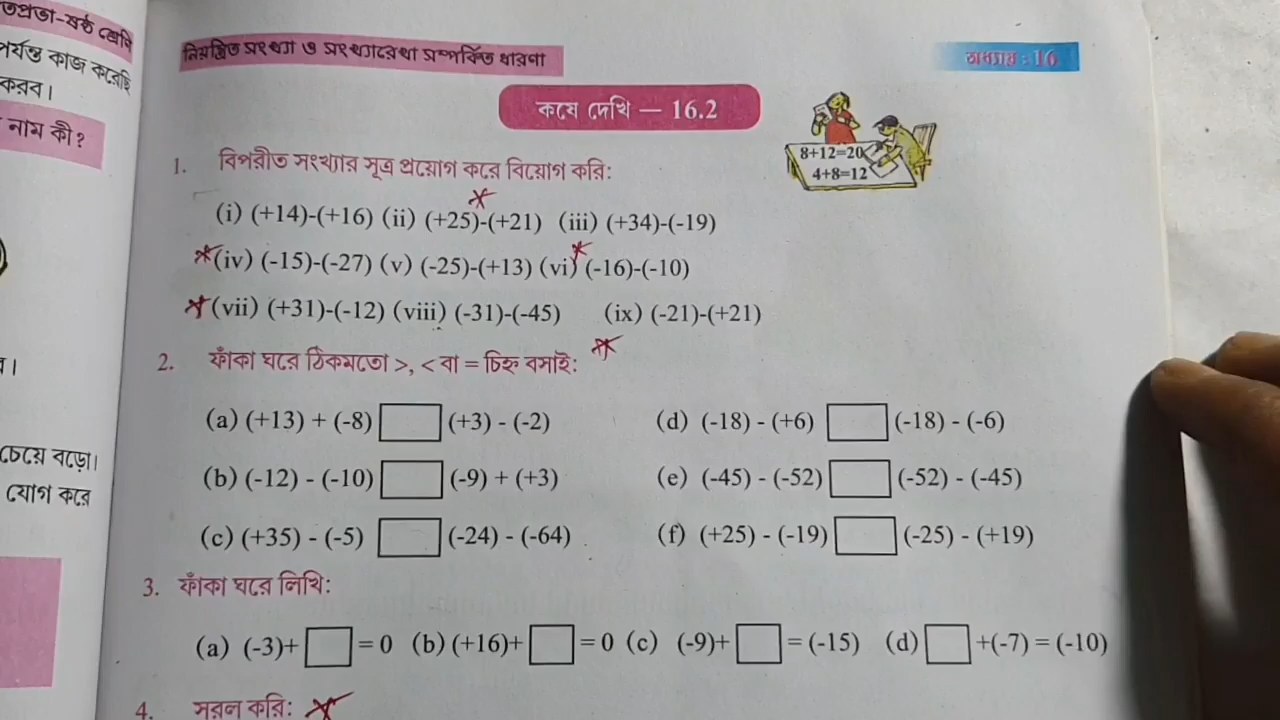 তপ্রভা-ষষ্ঠ শ্রেণি
পর্যন্ত কাজ করেছি
করব।
নাম কী?
চেয়ে বড়ো।
যোগ করে
নিয়ন্ত্রিত সংখ্যা ও সংখ্যারেখা সম্পর্কিত ধারণা
অধ্যায় : 16
কষে দেখি — 16.2
8+12=20
4+8=12
1. বিপরীত সংখ্যার সূত্র প্রয়োগ করে বিয়োগ করি:
(i) (+14)-(+16) (ii) (+25)-(+21) (iii) (+34)-(-19)
(iv) (-15)-(-27) (v) (-25)-(+13) (vi) (-16)-(-10)
(vii) (+31)-(-12) (viii) (-31)-(-45) (ix) (-21)-(+21)
2. ফাঁকা ঘরে ঠিকমতো >, < বা = চিহ্ন বসাই:
(a) (+13) + (-8) (+3) - (-2) (d) (-18) - (+6) (-18) - (-6)
(b) (-12) - (-10) (-9) + (+3) (e) (-45) - (-52) (-52) - (-45)
(c) (+35) - (-5) (-24) - (-64) (f) (+25) - (-19) (-25) - (+19)
3. ফাঁকা ঘরে লিখি:
(a) (-3)+ = 0 (b) (+16)+ = 0 (c) (-9)+ = (-15) (d) +(-7) = (-10)
4. সরল করি: